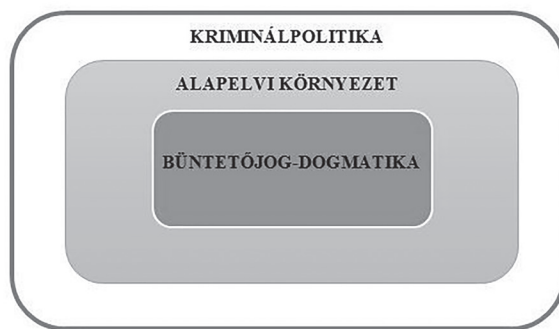 KRIMINÁLPOLITIKA
ALAPELVI KÖRNYEZET
BÜNTETŐJOG-DOGMATIKA